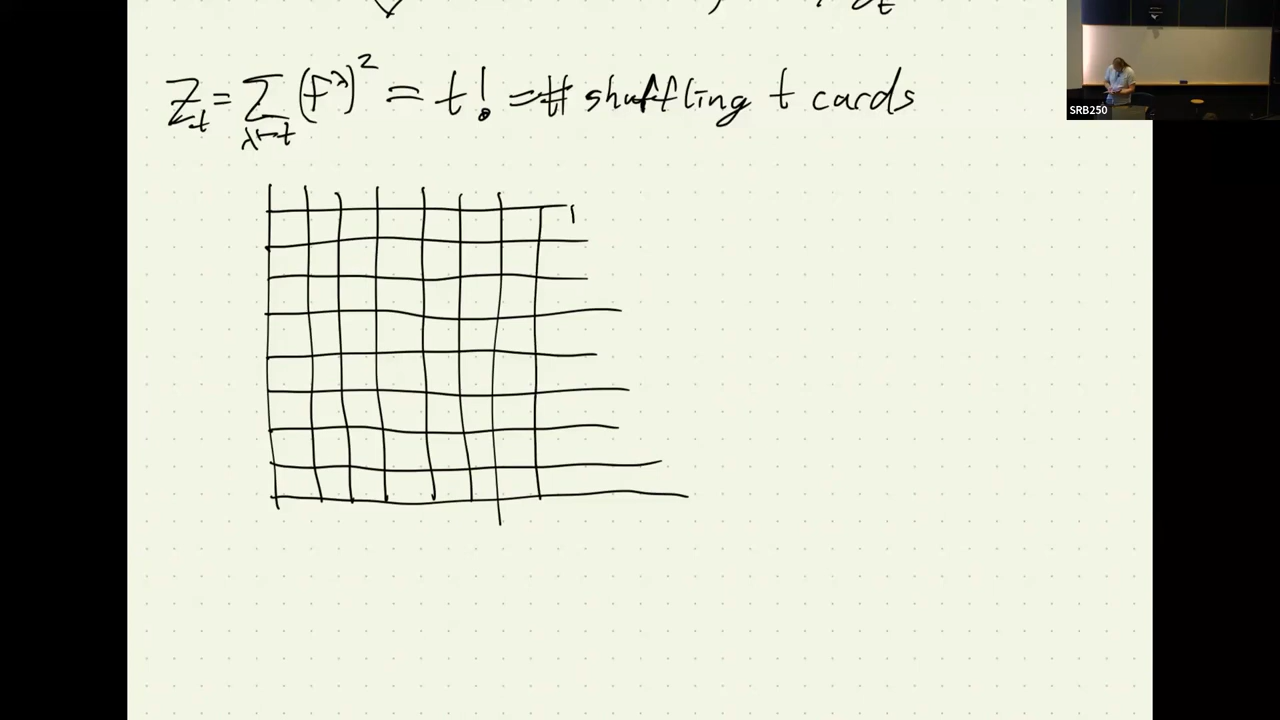 Z_t = Σ_{λ⊢t} (f^λ)^2 = t! = # shuffling t cards
SRB250